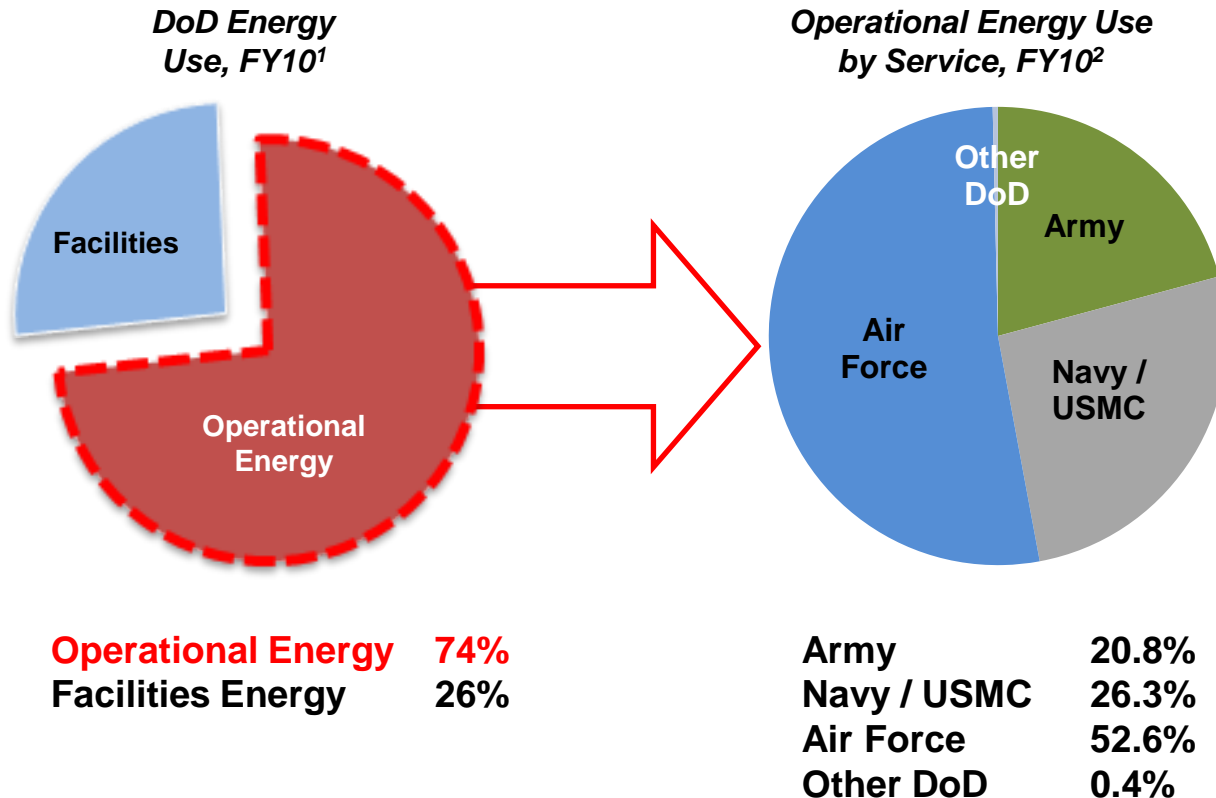 DoD Energy
Use, FY10¹
Operational Energy Use
by Service, FY10²
Facilities
Operational
Energy
Other
DoD
Army
Air
Force
Navy /
USMC
Operational Energy 74%
Facilities Energy 26%
Army 20.8%
Navy / USMC 26.3%
Air Force 52.6%
Other DoD 0.4%